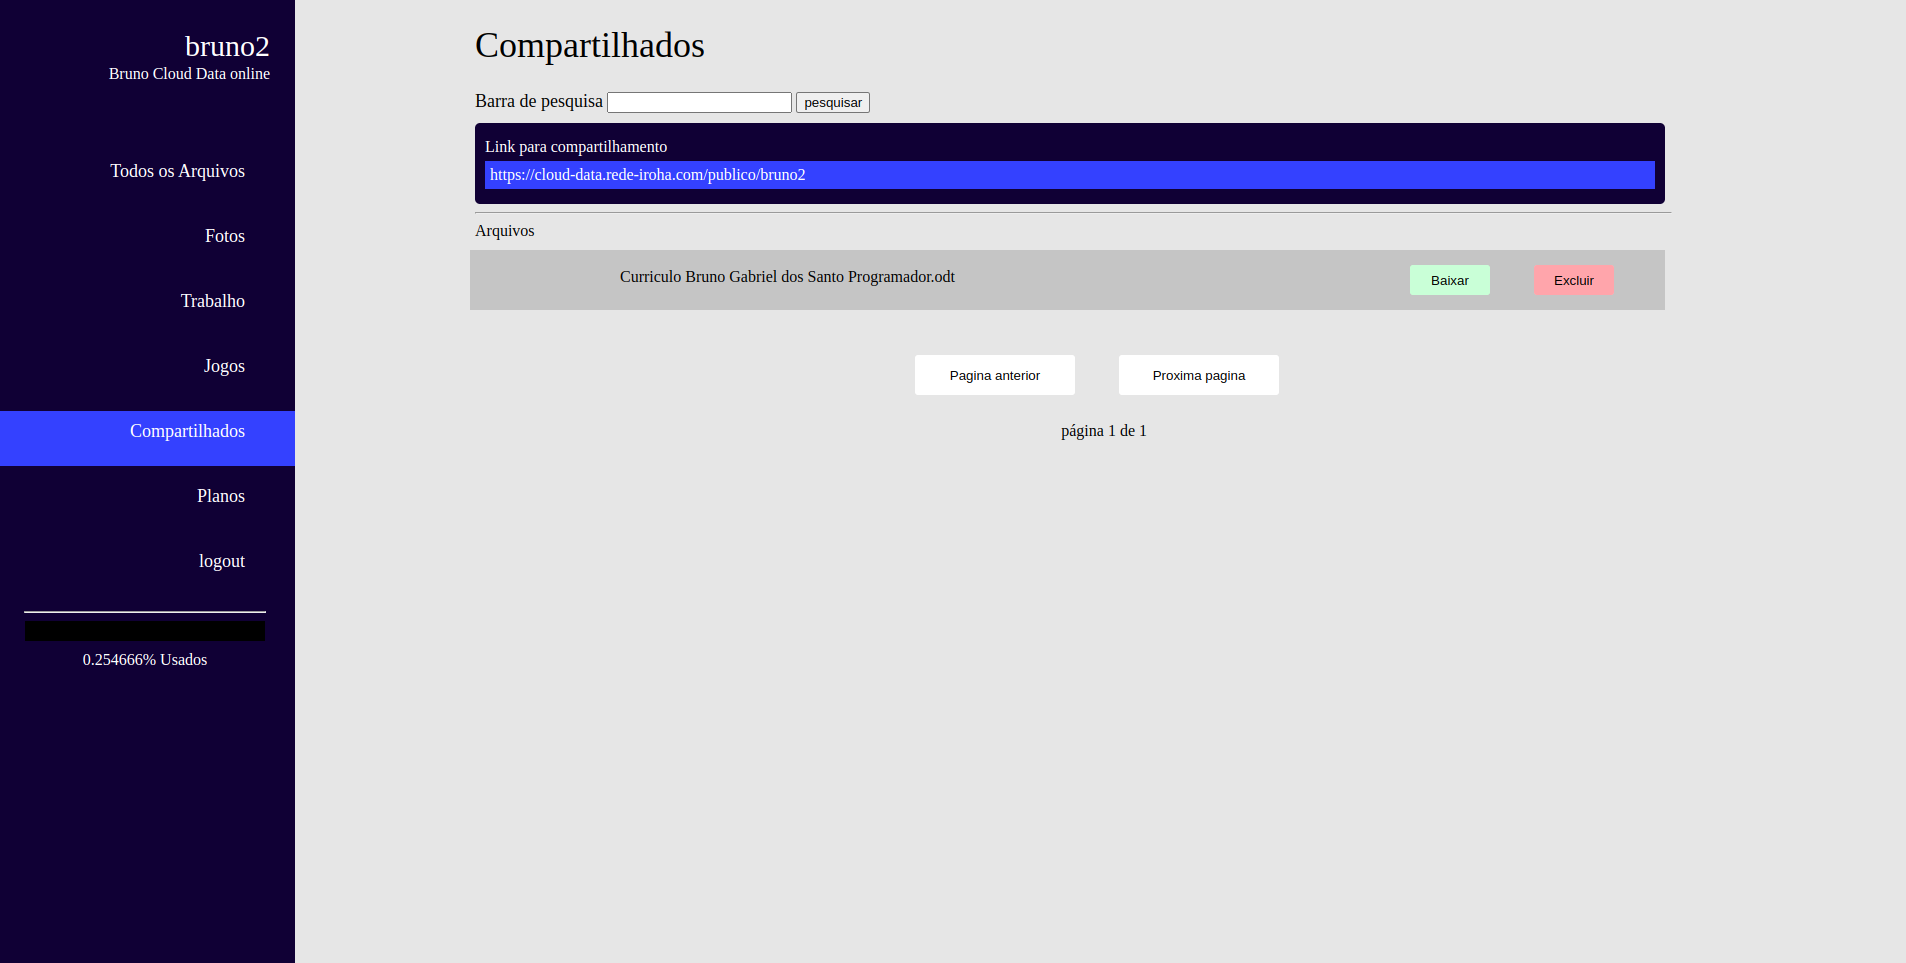 bruno2
Bruno Cloud Data online
Todos os Arquivos
Fotos
Trabalho
Jogos
Compartilhados
Planos
logout
0.254666% Usados
Compartilhados
Barra de pesquisa pesquisar
Link para compartilhamento
https://cloud-data.rede-iroha.com/publico/bruno2
Arquivos
Curriculo Bruno Gabriel dos Santo Programador.odt Baixar Excluir
Pagina anterior Proxima pagina
página 1 de 1